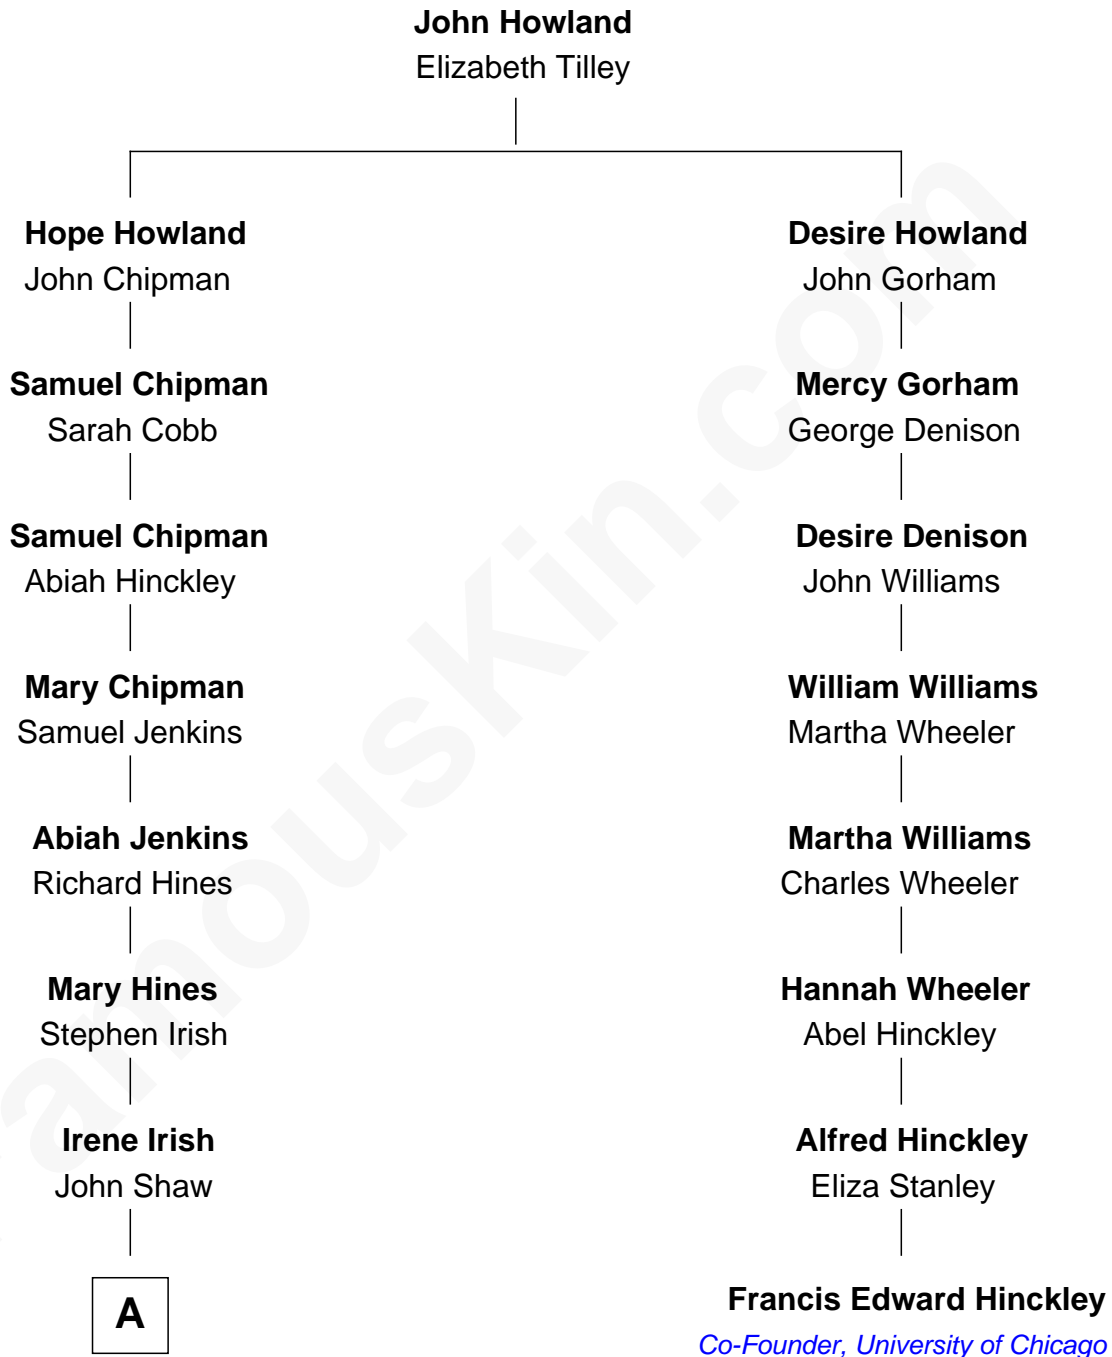 John Howland
Elizabeth Tilley
Hope Howland
John Chipman
Desire Howland
John Gorham
Samuel Chipman
Sarah Cobb
Mercy Gorham
George Denison
Samuel Chipman
Abiah Hinckley
Desire Denison
John Williams
Mary Chipman
Samuel Jenkins
William Williams
Martha Wheeler
Abiah Jenkins
Richard Hines
Martha Williams
Charles Wheeler
Mary Hines
Stephen Irish
Hannah Wheeler
Abel Hinckley
Irene Irish
John Shaw
Alfred Hinckley
Eliza Stanley
A
Francis Edward Hinckley
Co-Founder, University of Chicago
amousKin.com